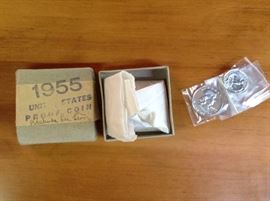 1955
UNITED STATES
PROOF COIN